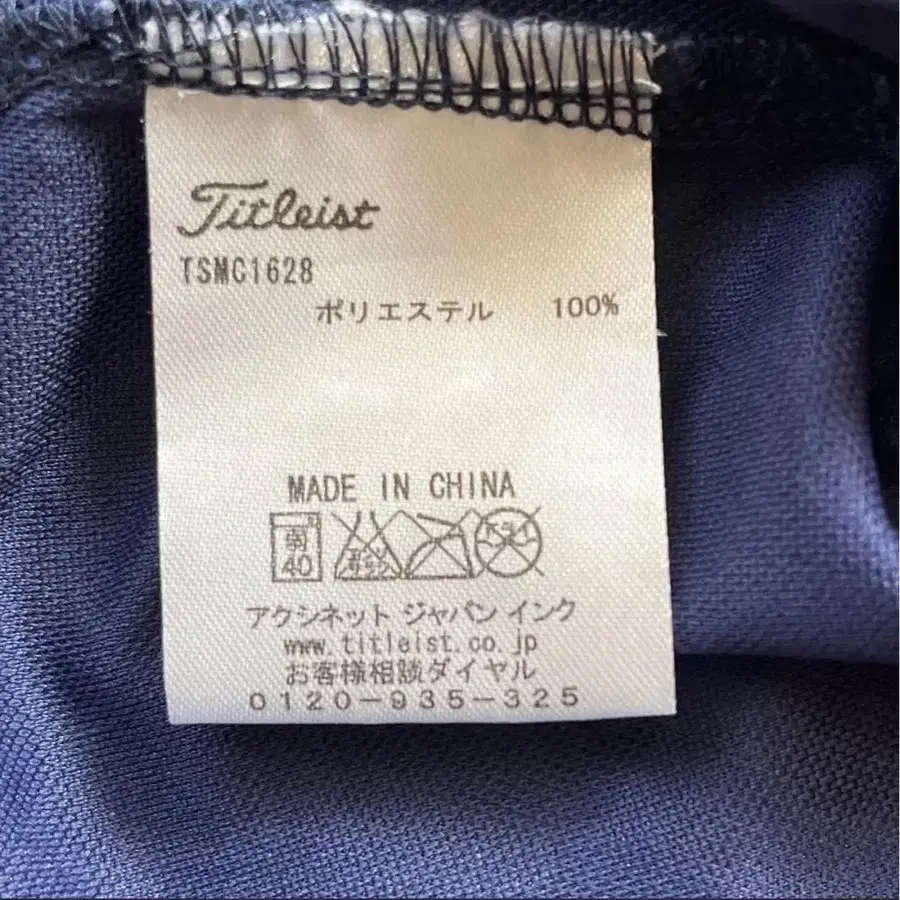 Titleist
TSMC1628
ポリエステル 100%
MADE IN CHINA
40
アクシネット ジャパン インク
www.titleist.co.jp
お客様相談ダイヤル
0120-935-325